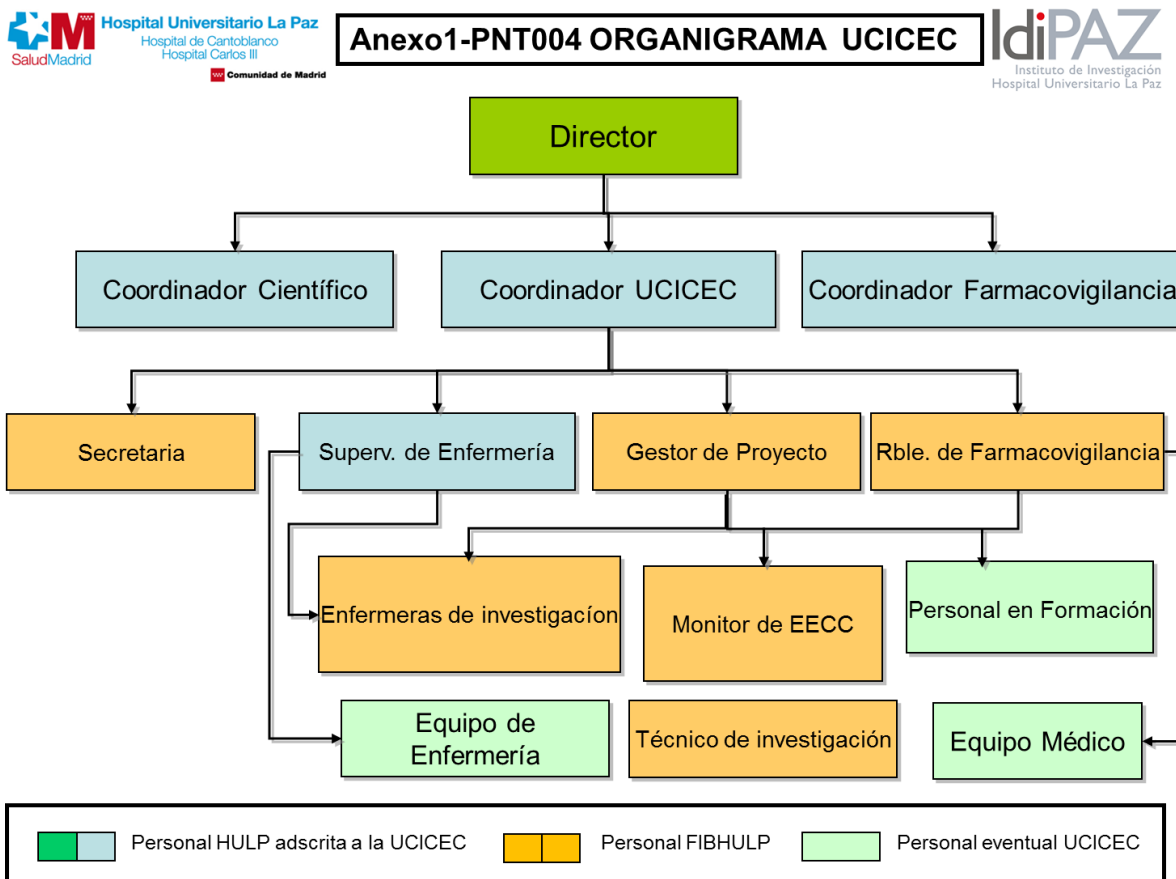 Hospital Universitario La Paz
Hospital de Cantoblanco
Hospital Carlos III
SaludMadrid
Comunidad de Madrid
Anexo1-PNT004 ORGANIGRAMA UCICEC
IdiPAZ
Instituto de Investigación
Hospital Universitario La Paz
Director
Coordinador Científico
Coordinador UCICEC
Coordinador Farmacovigilancia
Secretaria
Superv. de Enfermería
Gestor de Proyecto
Rble. de Farmacovigilancia
Enfermeras de investigacíon
Monitor de EECC
Personal en Formación
Equipo de
Enfermería
Técnico de investigación
Equipo Médico
Personal HULP adscrita a la UCICEC
Personal FIBHULP
Personal eventual UCICEC